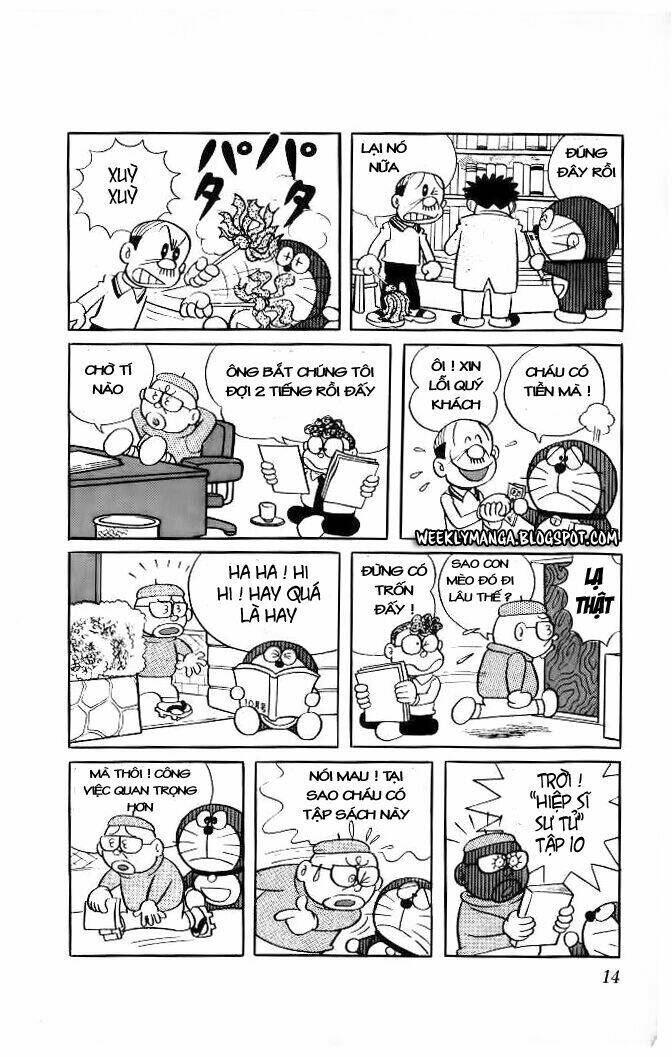 XUỲ
XUỲ
パタ
パタ
LẠI NÓ
NỮA
ĐÚNG
ĐÂY RỒI
CHỜ TÍ
NÀO
ÔNG BẮT CHÚNG TÔI
ĐỢI 2 TIẾNG RỒI ĐẤY
ÔI ! XIN
LỖI QUÝ
KHÁCH
CHÁU CÓ
TIỀN MÀ !
WEEKLYMANGA.BLOGSPOT.COM
HA HA ! HI
HI ! HAY QUÁ
LÀ HAY
10月号
ĐỪNG CÓ
TRỐN
ĐẤY !
SAO CON
MÈO ĐÓ ĐI
LÂU THẾ ?
LẠ
THẬT
MÀ THÔI ! CÔNG
VIỆC QUAN TRỌNG
HƠN
NÓI MAU ! TẠI
SAO CHÁU CÓ
TẬP SÁCH NÀY
TRỜI !
"HIỆP SĨ
SƯ TỬ"
TẬP 10
14